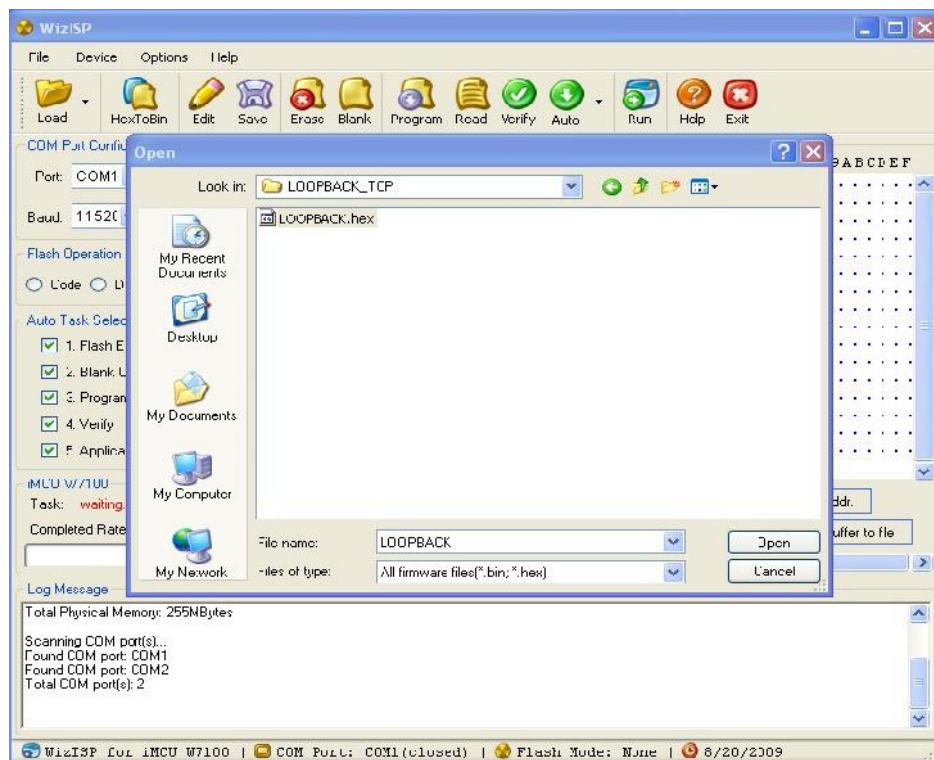 WizISP
File Device Options Help
Load HexToBin Edit Save Erase Blank Program Read Verify Auto Run Help Exit
COM Port Config
Open
9ABCDEF
Port: COM1
Look in: LOOPBACK_TCP
Baud. 11520
LOOPBACK.hex
My Recent Documents
Flash Operation
Code
Desktop
Auto Task Selec
1. Flash E
2. Blank
3. Program
My Documents
4. Verify
5. Applica
My Computer
iMCU W7100
Task: waiting.
ddr.
Completed Rate
File name: LOOPBACK Open
uffer to file
My Network
Files of type: All firmware files(*.bin; *.hex) Cancel
Log Message
Total Physical Memory: 255MBytes
Scanning COM port(s)...
Found COM port: COM1
Found COM port: COM2
Total COM port(s): 2
WizISP for iMCU W7100 | COM Port: COM1(closed) | Flash Mode: None | 8/20/2009